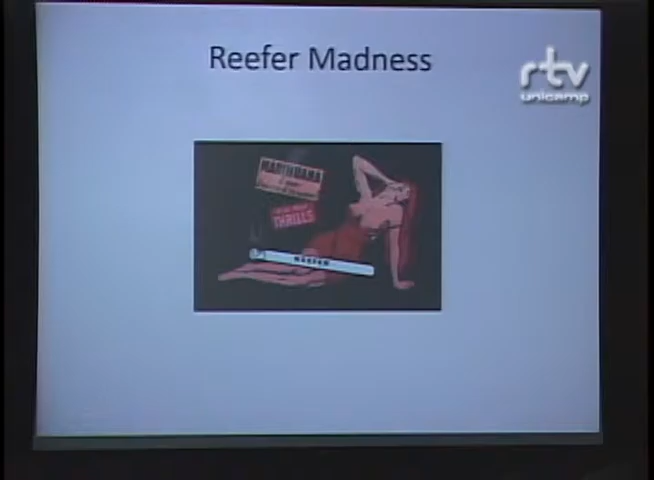 Reefer Madness
rtv
unicamp
MARIHUANA
THRILLS
REEFER